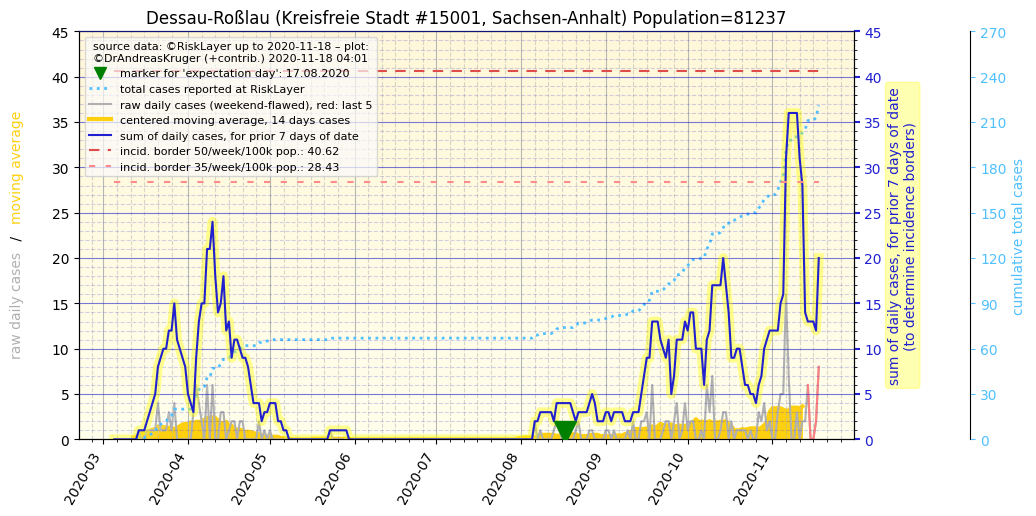 Dessau-Roßlau (Kreisfreie Stadt #15001, Sachsen-Anhalt) Population=81237
source data: ©RiskLayer up to 2020-11-18 – plot:
©DrAndreasKruger (+contrib.) 2020-11-18 04:01
marker for 'expectation day': 17.08.2020
total cases reported at RiskLayer
raw daily cases (weekend-flawed), red: last 5
centered moving average, 14 days cases
sum of daily cases, for prior 7 days of date
incid. border 50/week/100k pop.: 40.62
incid. border 35/week/100k pop.: 28.43
raw daily cases / moving average
45
40
35
30
25
20
15
10
5
0
2020-03
2020-04
2020-05
2020-06
2020-07
2020-08
2020-09
2020-10
2020-11
45
40
35
30
25
20
15
10
5
0
sum of daily cases, for prior 7 days of date
(to determine incidence borders)
270
240
210
180
150
120
90
60
30
0
cumulative total cases